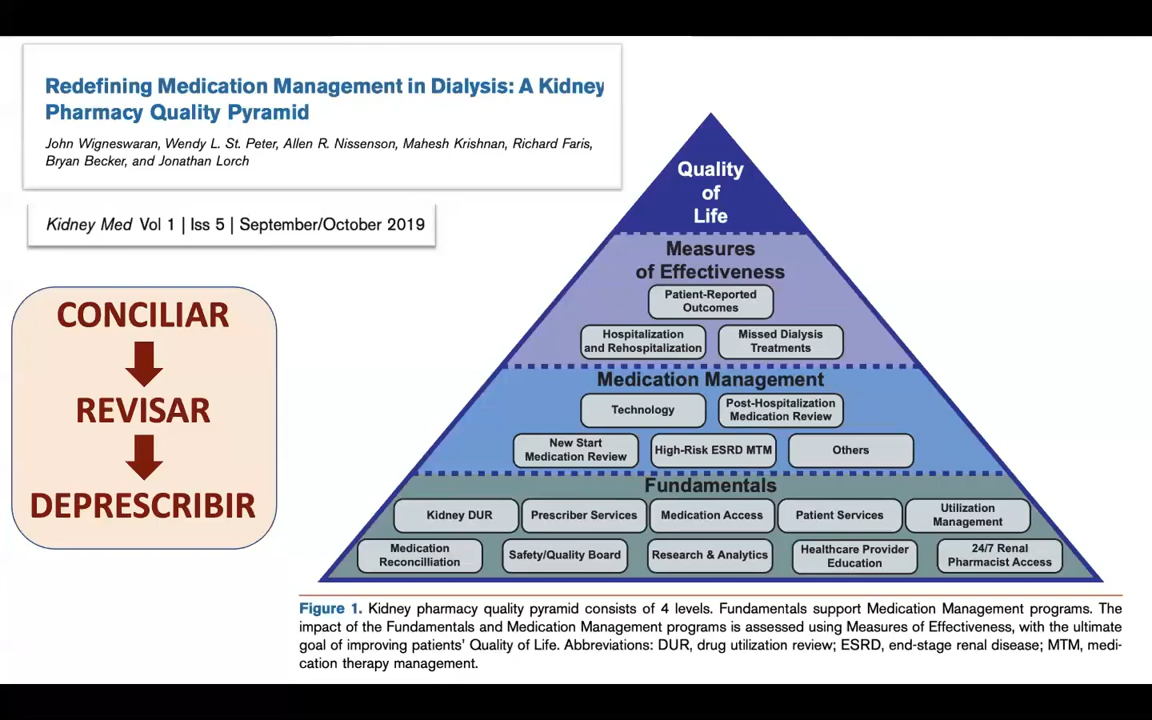 Redefining Medication Management in Dialysis: A Kidney
Pharmacy Quality Pyramid
John Wigneswaran, Wendy L. St. Peter, Allen R. Nissenson, Mahesh Krishnan, Richard Faris,
Bryan Becker, and Jonathan Lorch
Kidney Med Vol 1 | Iss 5 | September/October 2019
CONCILIAR
REVISAR
DEPRESCRIBIR
Quality
of
Life
Measures
of Effectiveness
Patient-Reported
Outcomes
Hospitalization
and Rehospitalization
Missed Dialysis
Treatments
Medication Management
Technology
Post-Hospitalization
Medication Review
New Start
Medication Review
High-Risk ESRD MTM
Others
Fundamentals
Kidney DUR
Prescriber Services
Medication Access
Patient Services
Utilization
Management
Medication
Reconcilliation
Safety/Quality Board
Research & Analytics
Healthcare Provider
Education
24/7 Renal
Pharmacist Access
Figure 1. Kidney pharmacy quality pyramid consists of 4 levels. Fundamentals support Medication Management programs. The
impact of the Fundamentals and Medication Management programs is assessed using Measures of Effectiveness, with the ultimate
goal of improving patients' Quality of Life. Abbreviations: DUR, drug utilization review; ESRD, end-stage renal disease; MTM, medi-
cation therapy management.